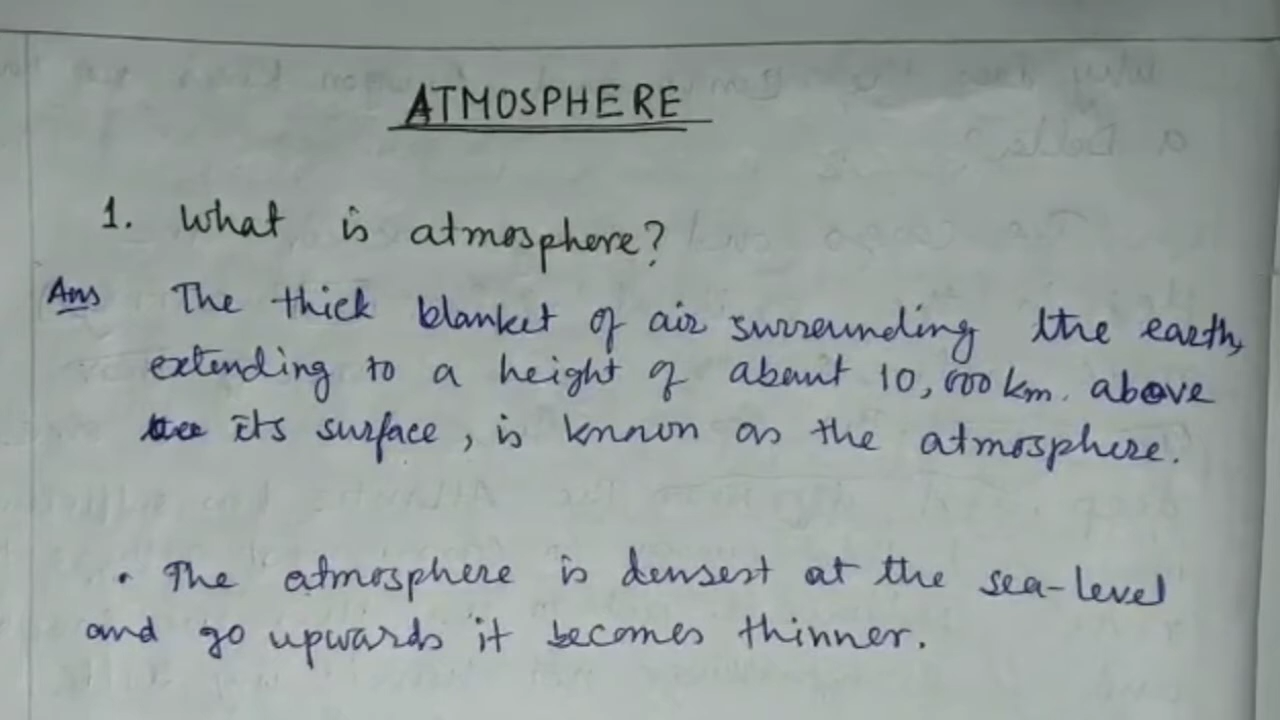 ATMOSPHERE
1. What is atmosphere?
Ans The thick blanket of air surrounding the earth,
extending to a height of about 10,000 km. above
its surface, is known as the atmosphere.
• The atmosphere is densest at the sea-level
and go upwards it becomes thinner.